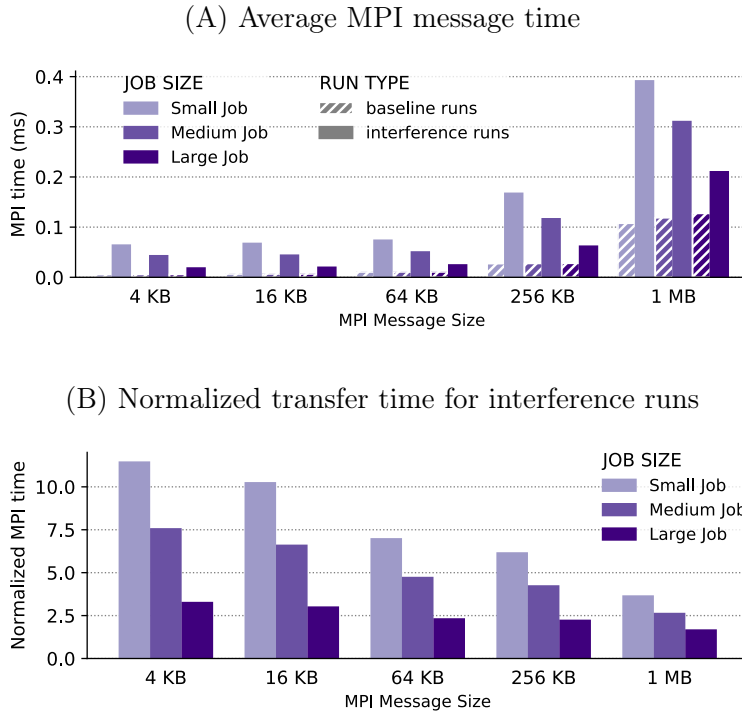 (A) Average MPI message time
MPI time (ms)
0.4
0.3
0.2
0.1
0.0
JOB SIZE
Small Job
Medium Job
Large Job
RUN TYPE
baseline runs
interference runs
4 KB 16 KB 64 KB 256 KB 1 MB
MPI Message Size
(B) Normalized transfer time for interference runs
Normalized MPI time
10.0
7.5
5.0
2.5
0.0
JOB SIZE
Small Job
Medium Job
Large Job
4 KB 16 KB 64 KB 256 KB 1 MB
MPI Message Size